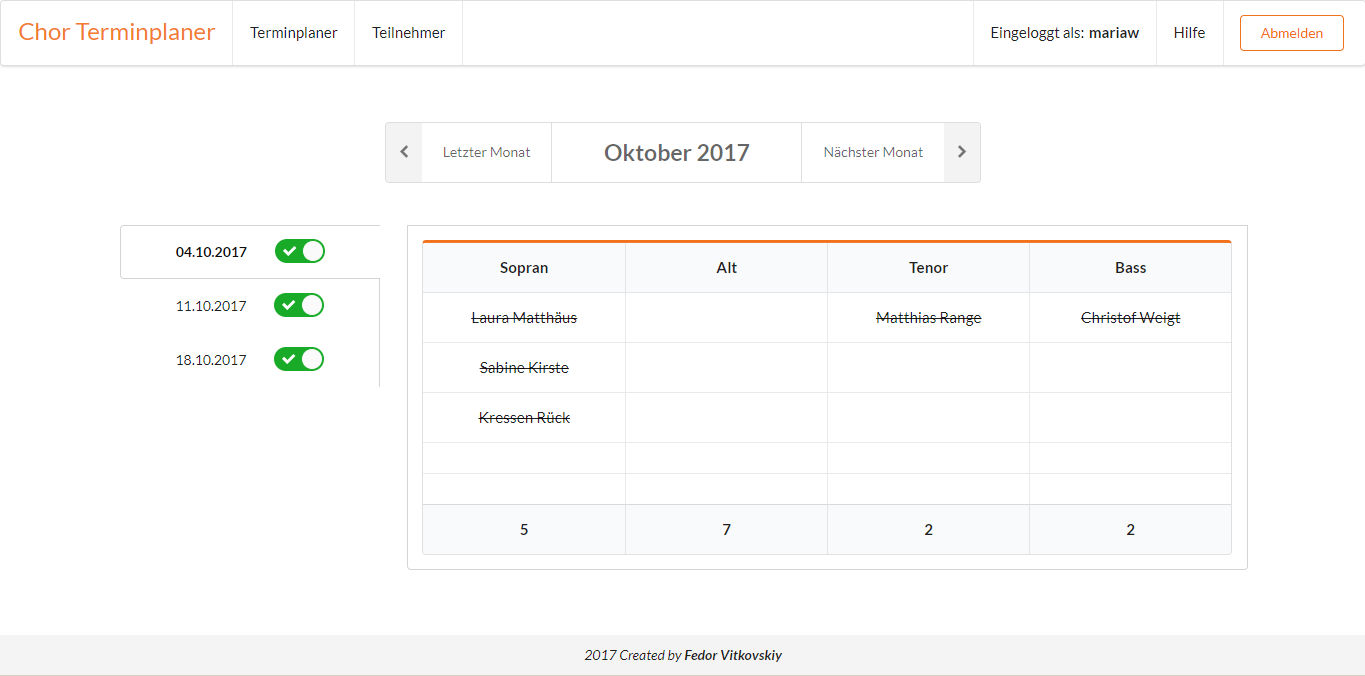 Chor Terminplaner Terminplaner Teilnehmer Eingeloggt als: mariaw Hilfe Abmelden
Letzter Monat Oktober 2017 Nächster Monat
04.10.2017
11.10.2017
18.10.2017
Sopran Alt Tenor Bass
Laura Matthäus Matthias Range Christof Weigt
Sabine Kirste
Kressen Rück
5 7 2 2
2017 Created by Fedor Vitkovskiy